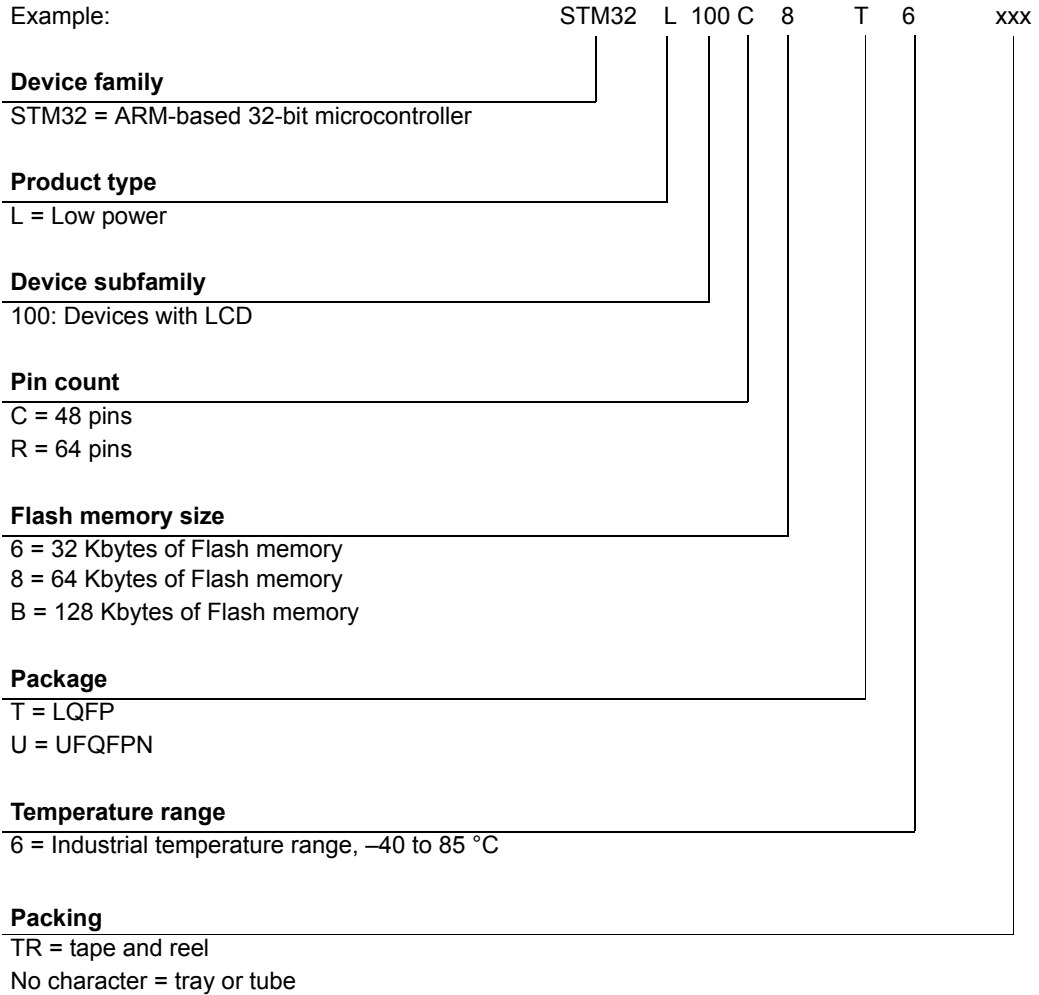 Example: STM32 L 100 C 8 T 6 xxx
Device family
STM32 = ARM-based 32-bit microcontroller
Product type
L = Low power
Device subfamily
100: Devices with LCD
Pin count
C = 48 pins
R = 64 pins
Flash memory size
6 = 32 Kbytes of Flash memory
8 = 64 Kbytes of Flash memory
B = 128 Kbytes of Flash memory
Package
T = LQFP
U = UFQFPN
Temperature range
6 = Industrial temperature range, –40 to 85 °C
Packing
TR = tape and reel
No character = tray or tube